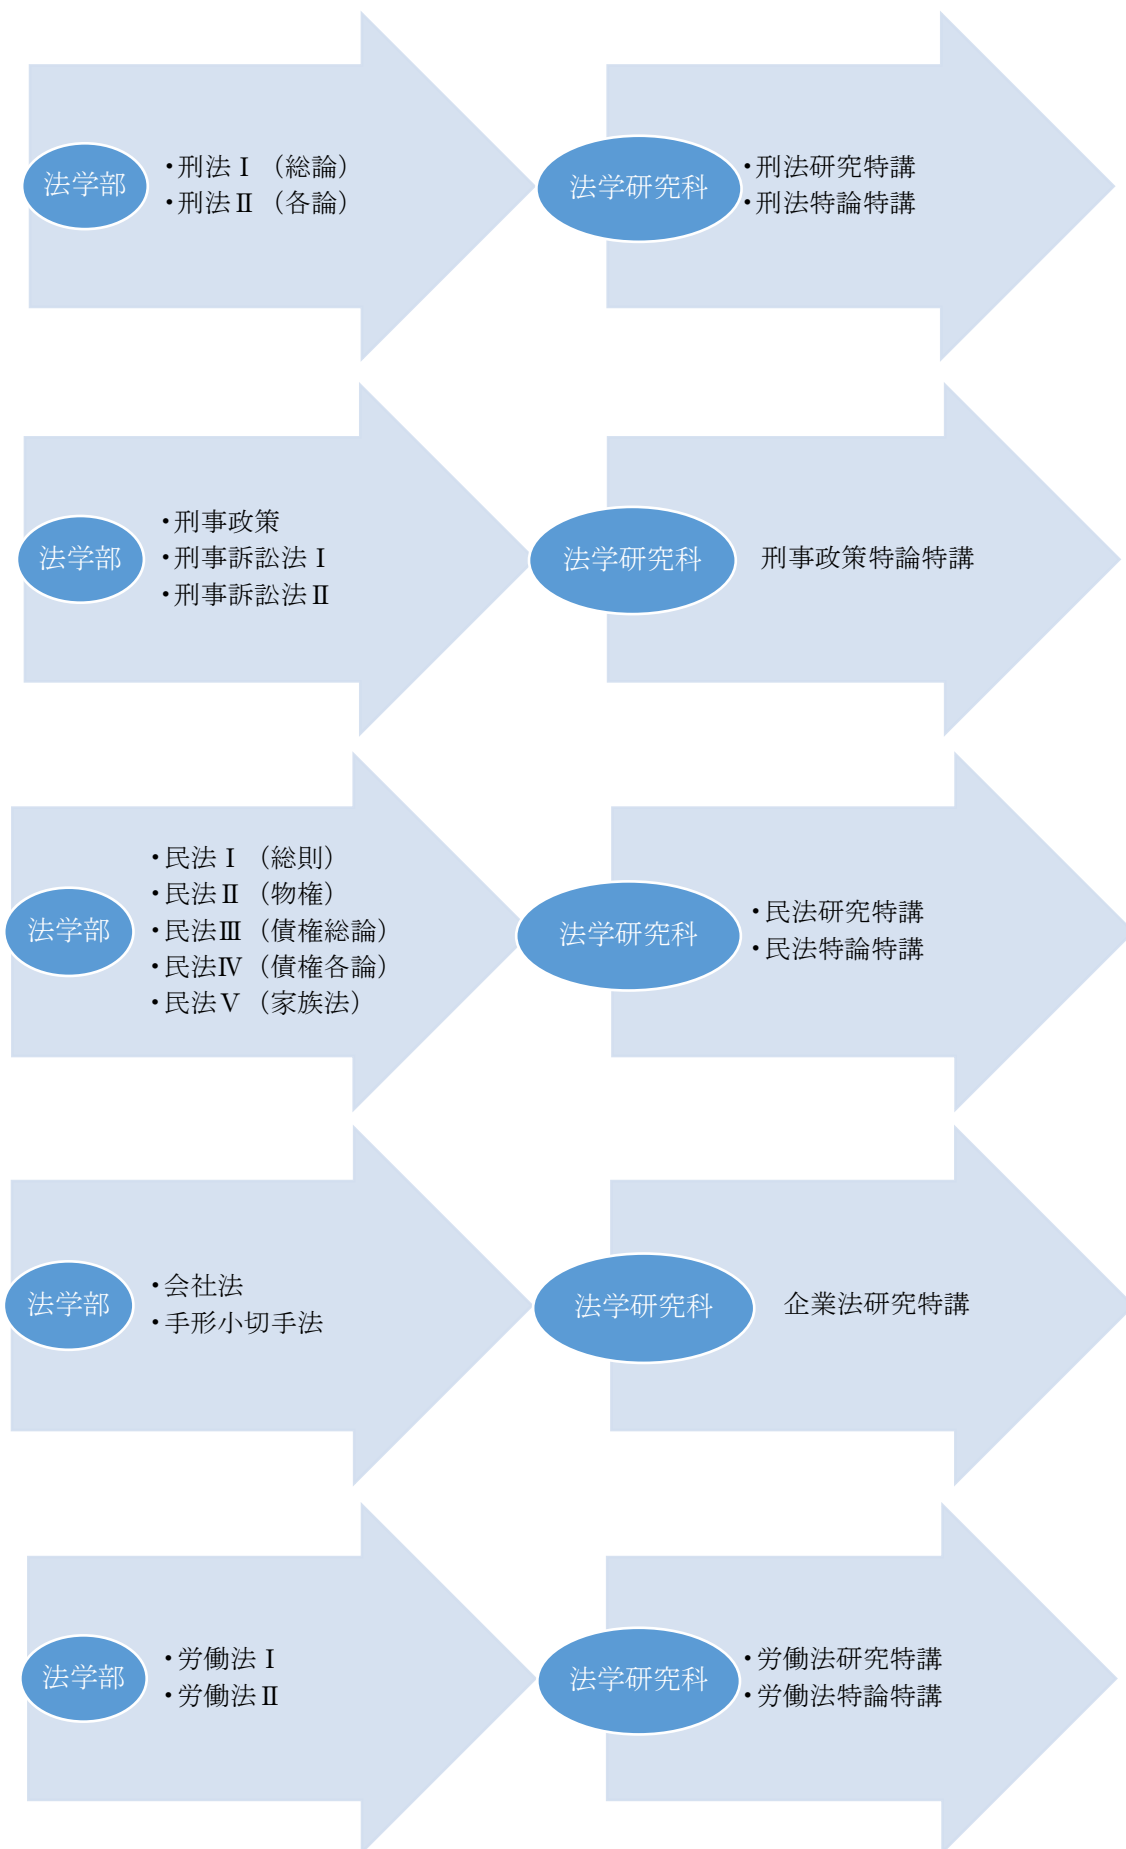 法学部
・刑法Ⅰ（総論）
・刑法Ⅱ（各論）
法学研究科
・刑法研究特講
・刑法特論特講
法学部
・刑事政策
・刑事訴訟法Ⅰ
・刑事訴訟法Ⅱ
法学研究科
刑事政策特論特講
法学部
・民法Ⅰ（総則）
・民法Ⅱ（物権）
・民法Ⅲ（債権総論）
・民法Ⅳ（債権各論）
・民法Ⅴ（家族法）
法学研究科
・民法研究特講
・民法特論特講
法学部
・会社法
・手形小切手法
法学研究科
企業法研究特講
法学部
・労働法Ⅰ
・労働法Ⅱ
法学研究科
・労働法研究特講
・労働法特論特講